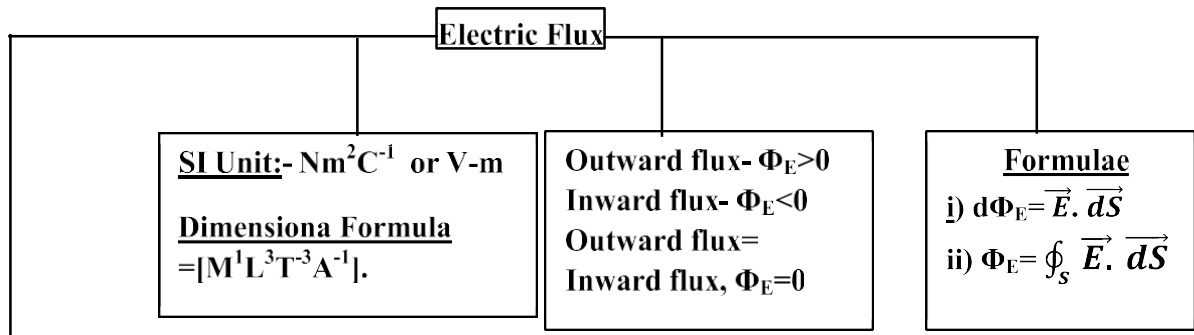 Electric Flux
SI Unit:- Nm²C⁻¹ or V-m
Dimensiona Formula
=[M¹L³T⁻³A⁻¹].
Outward flux- Φ_E>0
Inward flux- Φ_E<0
Outward flux=
Inward flux, Φ_E=0
Formulae
i) dΦ_E= E⃗. dS⃗
ii) Φ_E= ∮_S E⃗. dS⃗